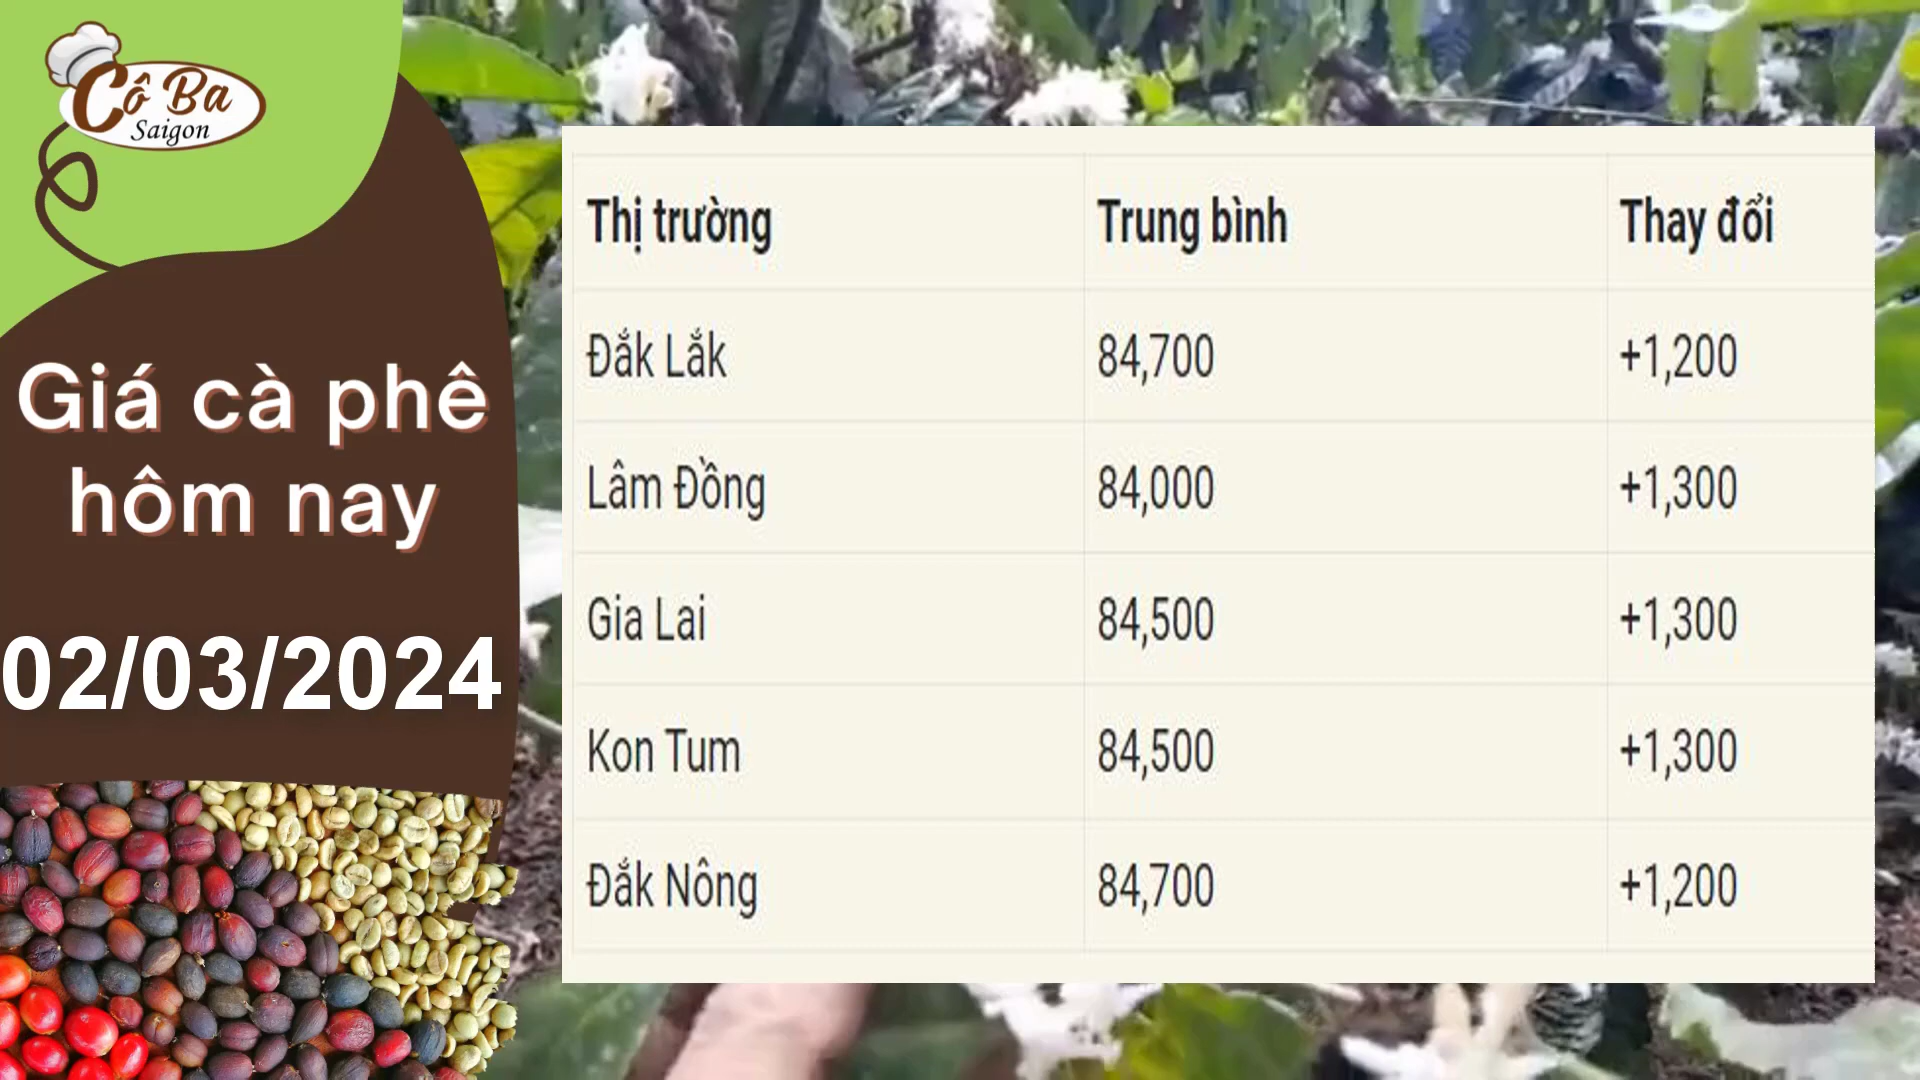 Cô Ba
Saigon
Giá cà phê
hôm nay
02/03/2024
Thị trường Trung bình Thay đổi
Đắk Lắk 84,700 +1,200
Lâm Đồng 84,000 +1,300
Gia Lai 84,500 +1,300
Kon Tum 84,500 +1,300
Đắk Nông 84,700 +1,200